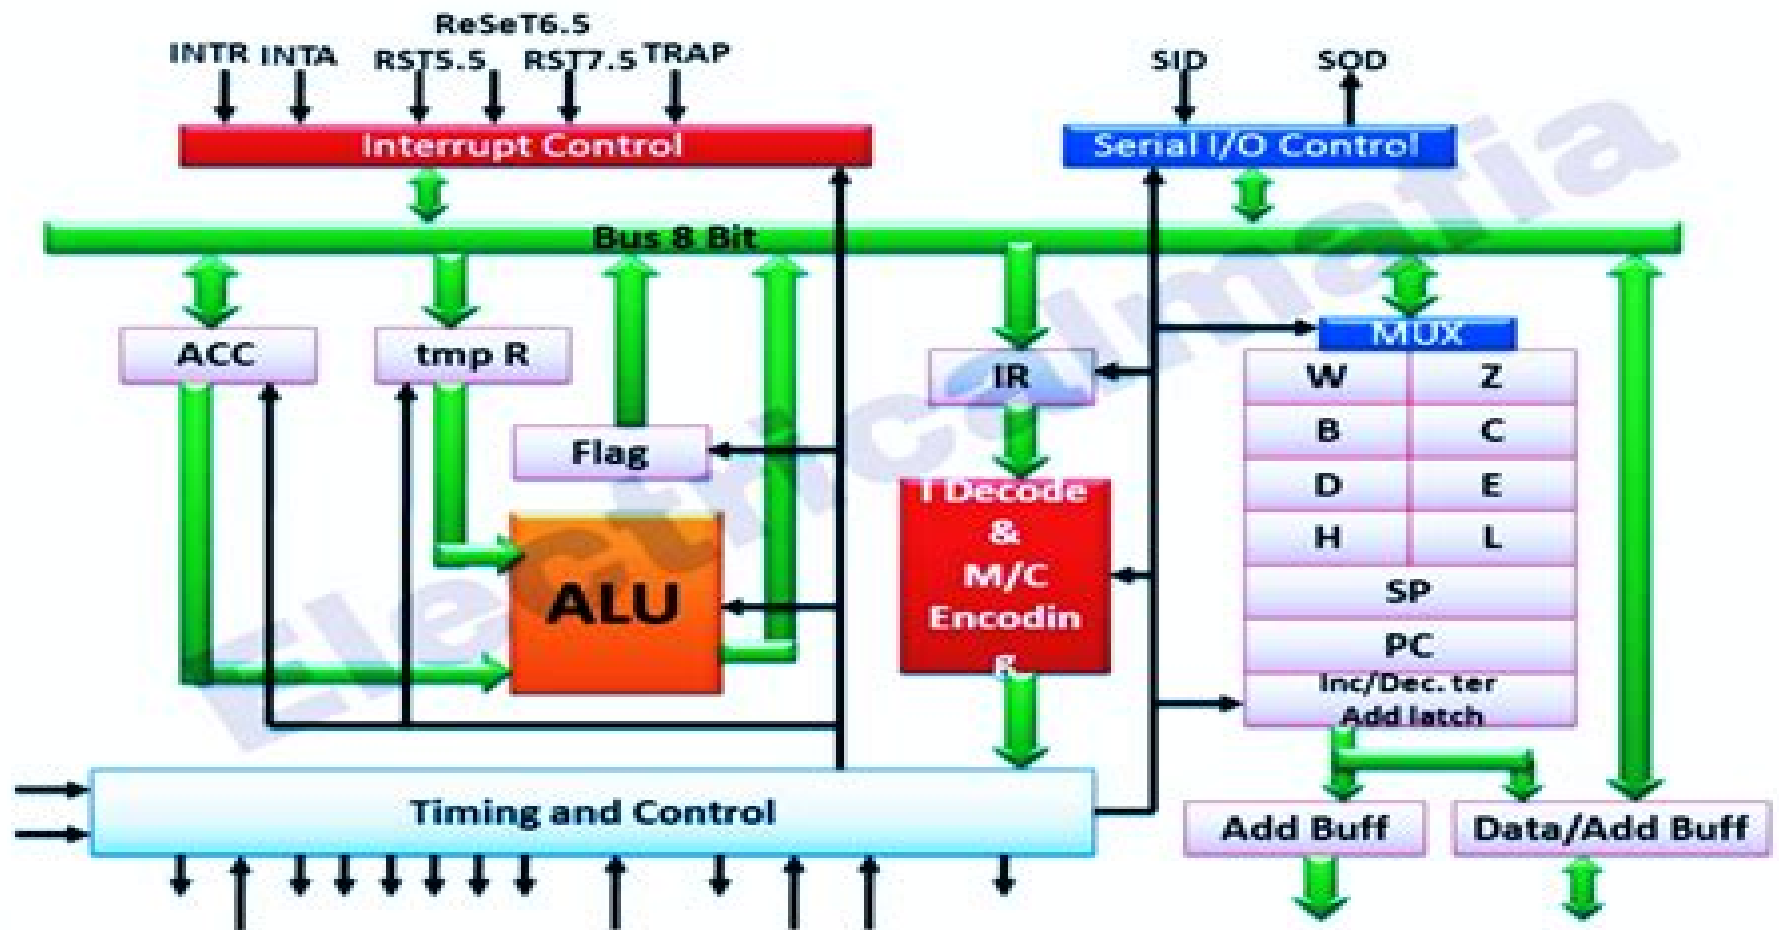 ReSeT6.5
INTR INTA RST5.5 RST7.5 TRAP
SID SOD
Interrupt Control
Serial I/O Control
Bus 8 Bit
ACC
tmp R
IR
MUX
W Z
B C
Flag
D E
I Decode
&
M/C
Encodin
g
H L
ALU
SP
PC
Inc/Dec. ter
Add latch
Timing and Control
Add Buff
Data/Add Buff
Electricalmafia